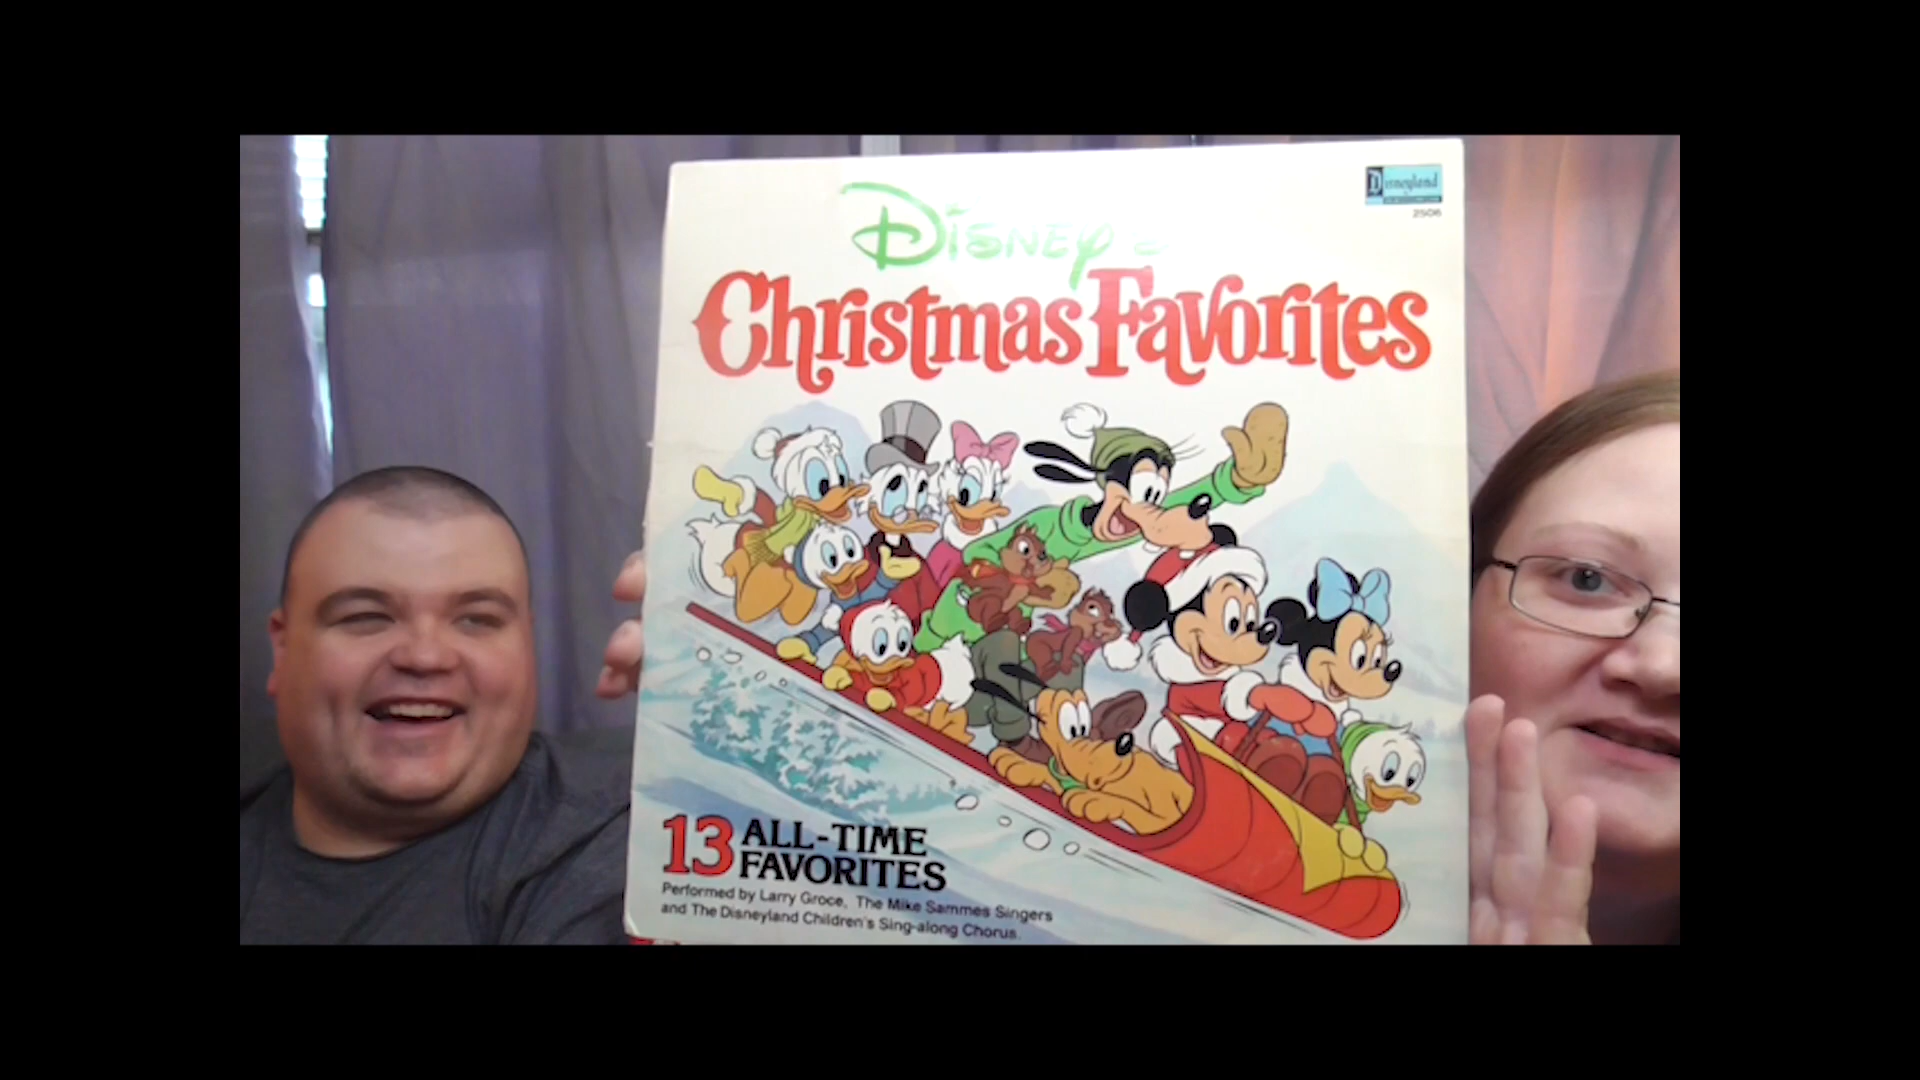 Disneyland
2506
DISNEY's
Christmas Favorites
13 ALL-TIME
FAVORITES
Performed by Larry Groce, The Mike Sammes Singers
and The Disneyland Children's Sing-along Chorus.